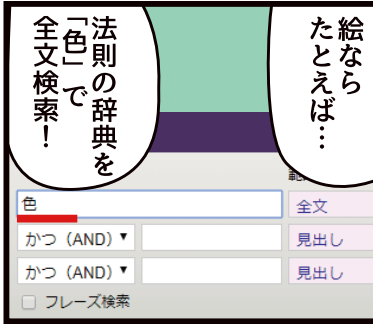 絵なら
たとえば…
法則の辞典を
「色」で
全文検索！
色
全文
かつ（AND）▼
見出し
かつ（AND）▼
見出し
フレーズ検索